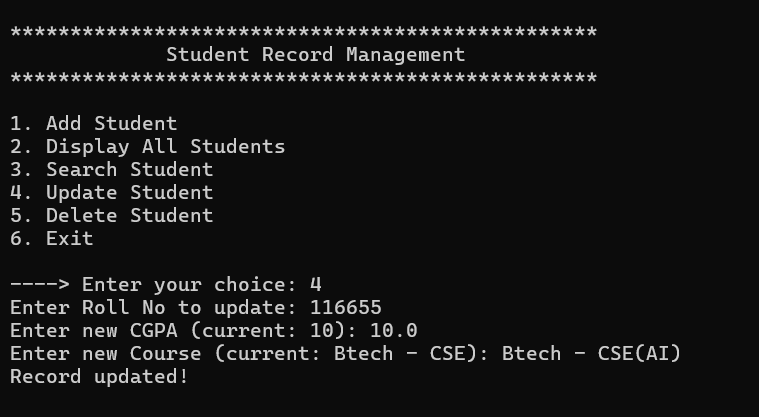 *************************************************
Student Record Management
*************************************************
1. Add Student
2. Display All Students
3. Search Student
4. Update Student
5. Delete Student
6. Exit
----> Enter your choice: 4
Enter Roll No to update: 116655
Enter new CGPA (current: 10): 10.0
Enter new Course (current: Btech - CSE): Btech - CSE(AI)
Record updated!